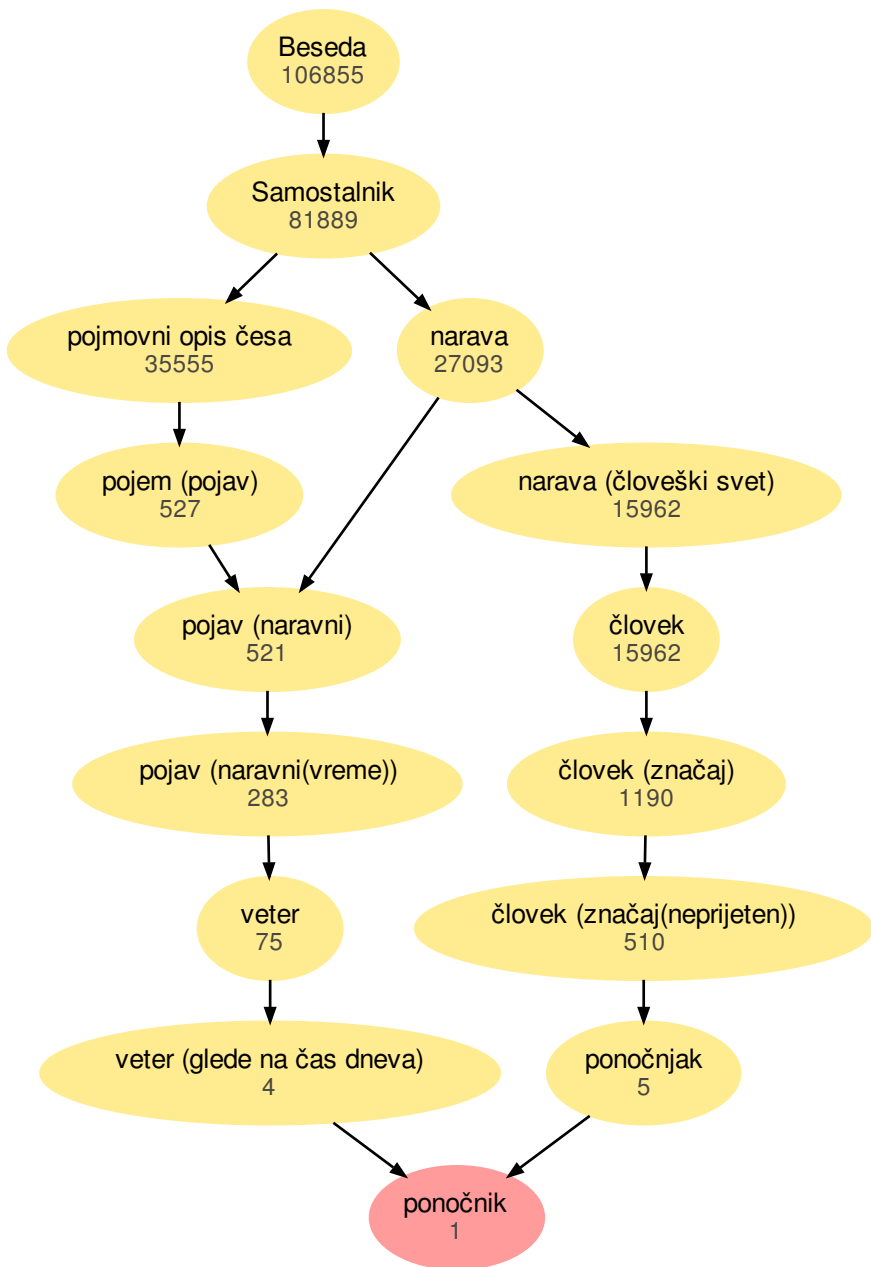 Beseda
106855
Samostalnik
81889
pojmovni opis česa
35555
narava
27093
pojem (pojav)
527
narava (človeški svet)
15962
pojav (naravni)
521
človek
15962
pojav (naravni(vreme))
283
človek (značaj)
1190
veter
75
človek (značaj(neprijeten))
510
veter (glede na čas dneva)
4
ponočnjak
5
ponočnik
1